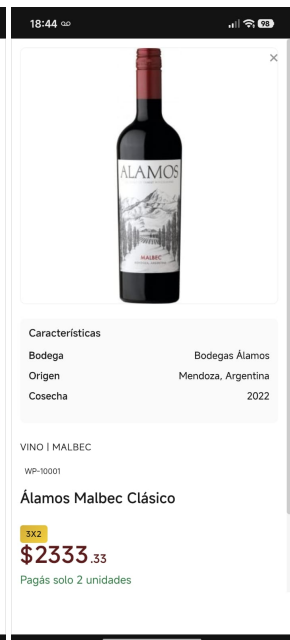 18:44
98
×
ALAMOS
MALBEC
Características
Bodega Bodegas Álamos
Origen Mendoza, Argentina
Cosecha 2022
VINO | MALBEC
WP-10001
Álamos Malbec Clásico
3X2
$2333.33
Pagás solo 2 unidades